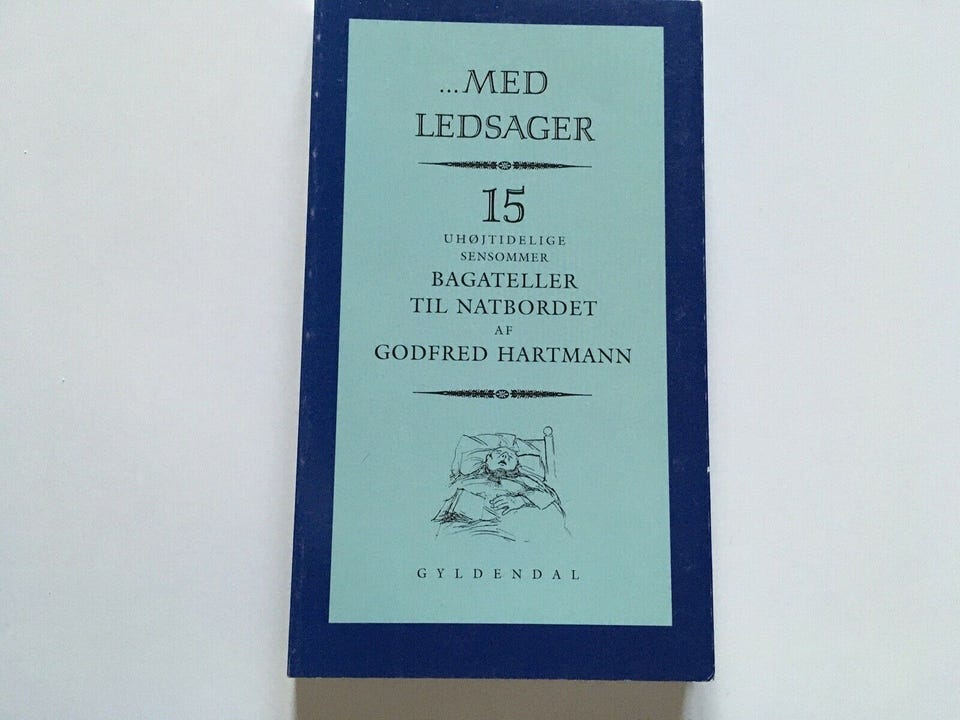 ...MED
LEDSAGER
15
UHØJTIDELIGE
SENSOMMER
BAGATELLER
TIL NATBORDET
AF
GODFRED HARTMANN
GYLDENDAL